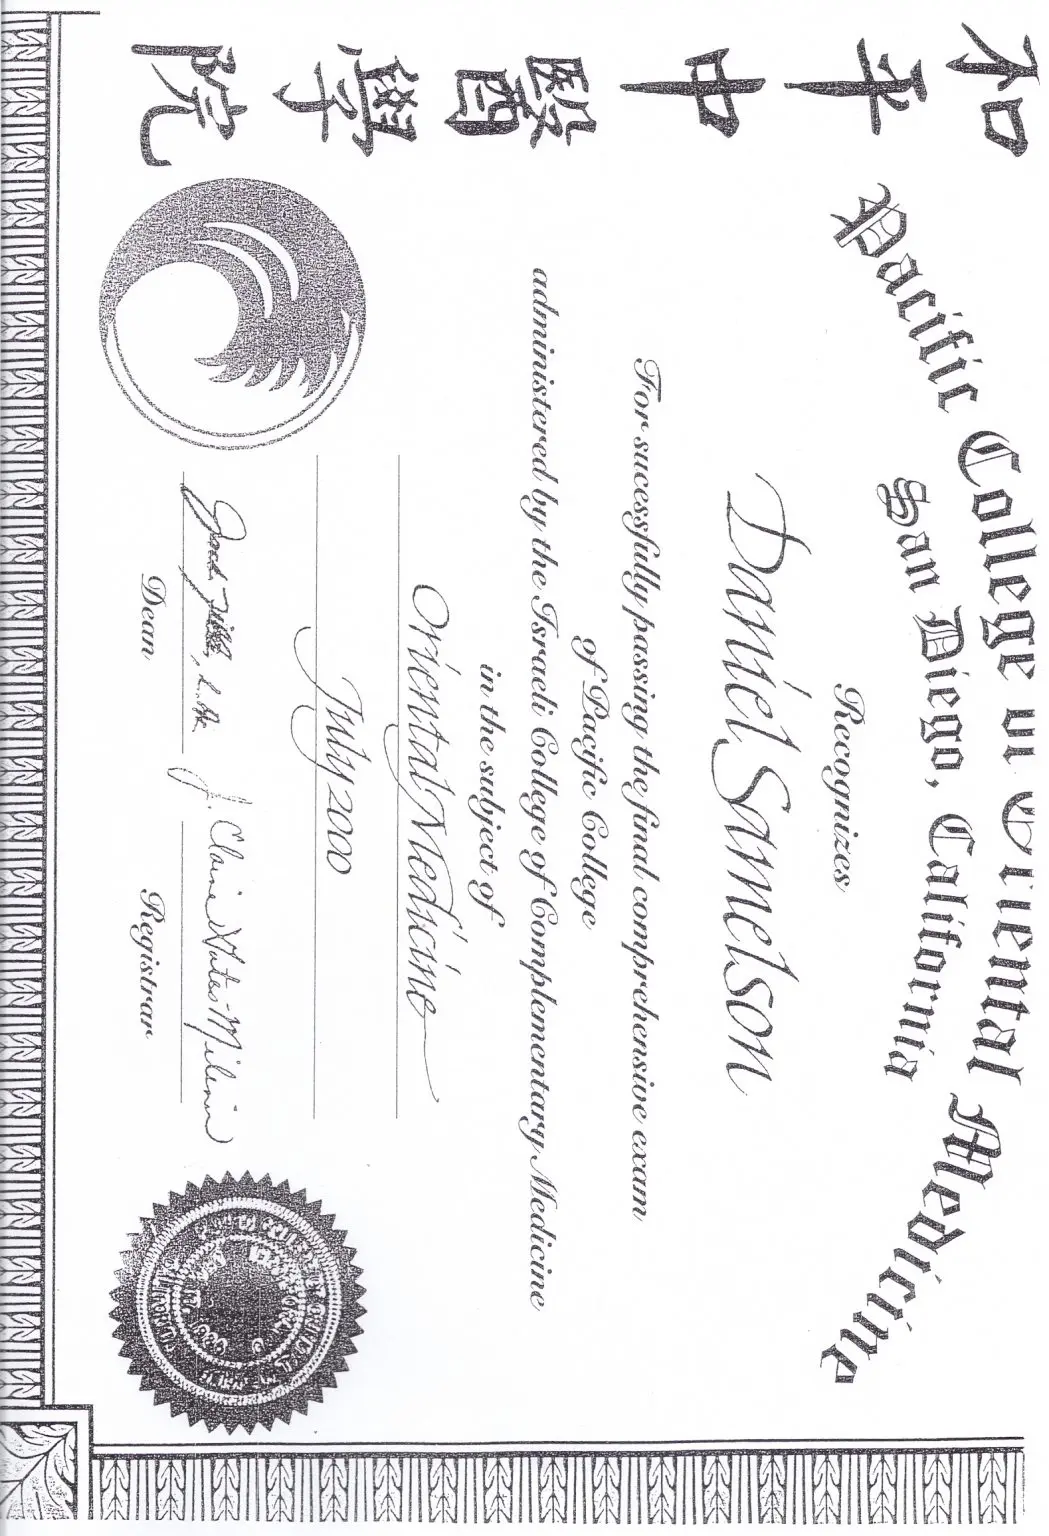 和平中醫學院
Pacific College in Oriental Medicine
San Diego, California
Recognizes
Daniel Samelson
For sucessfully passing the final comprehensive exam
of Pacific College
administered by the Israeli College of Complementary Medicine
in the subject of
Oriental Medicine
July 2000
Dean
Registrar